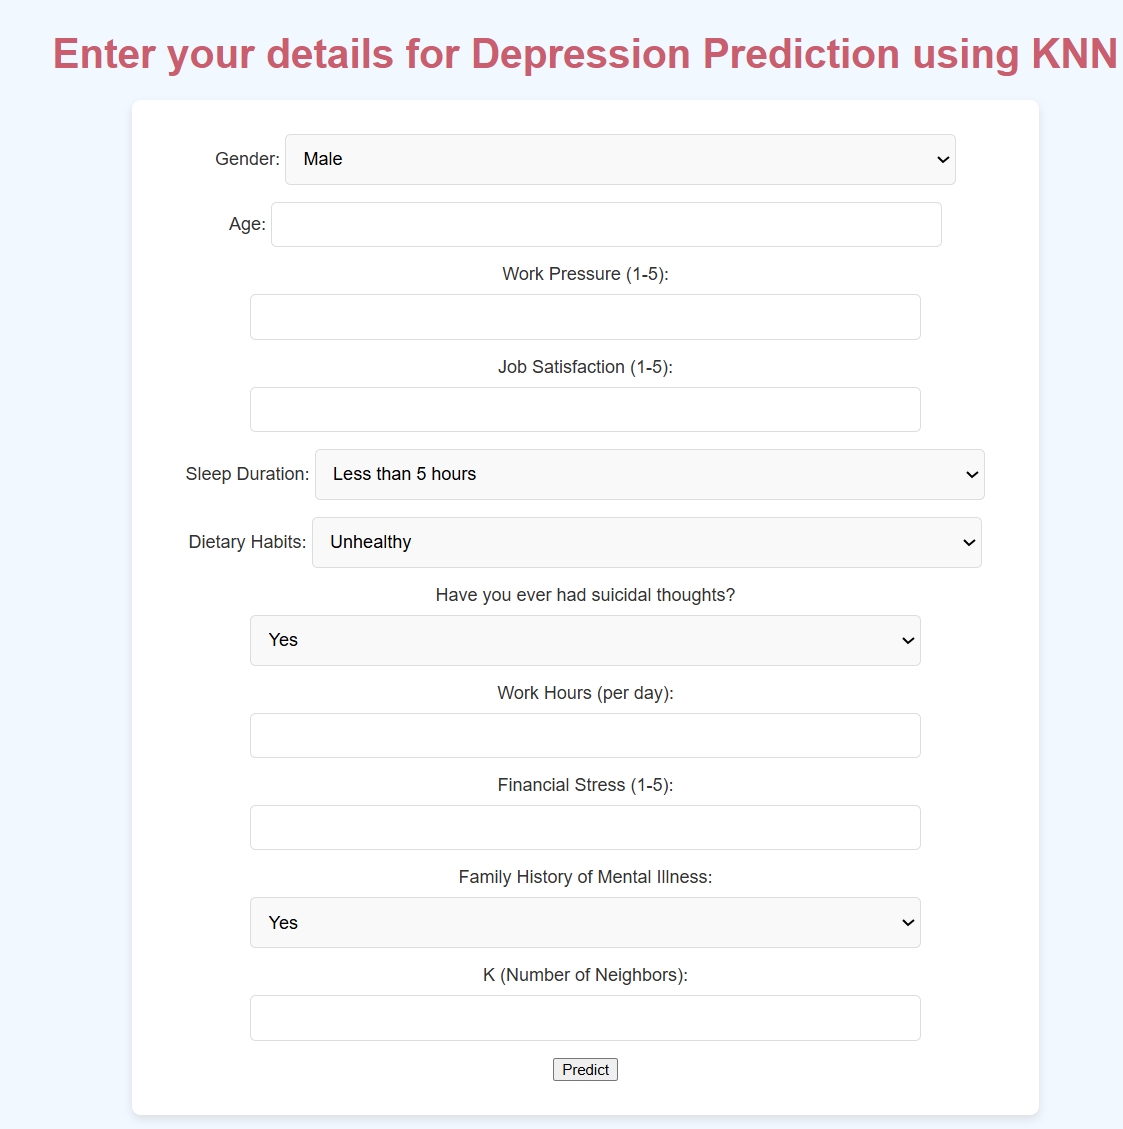 Enter your details for Depression Prediction using KNN
Gender: Male
Age:
Work Pressure (1-5):
Job Satisfaction (1-5):
Sleep Duration: Less than 5 hours
Dietary Habits: Unhealthy
Have you ever had suicidal thoughts?
Yes
Work Hours (per day):
Financial Stress (1-5):
Family History of Mental Illness:
Yes
K (Number of Neighbors):
Predict